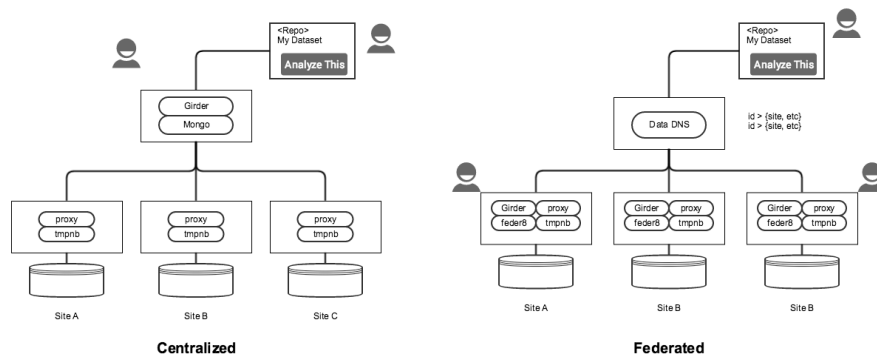 <Repo>
My Dataset
Analyze This
Girder
Mongo
proxy
tmpnb
proxy
tmpnb
proxy
tmpnb
Site A
Site B
Site C
Centralized
<Repo>
My Dataset
Analyze This
Data DNS
id > {site, etc}
id > {site, etc}
Girder proxy
feder8 tmpnb
Girder proxy
feder8 tmpnb
Girder proxy
feder8 tmpnb
Site A
Site B
Site B
Federated